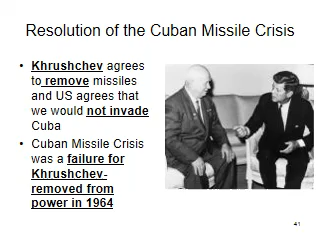 Resolution of the Cuban Missile Crisis
• Khrushchev agrees
to remove missiles
and US agrees that
we would not invade
Cuba
• Cuban Missile Crisis
was a failure for
Khrushchev-
removed from
power in 1964
41